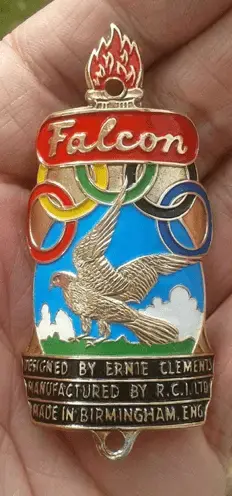 Falcon
DESIGNED BY ERNIE CLEMENTS
MANUFACTURED BY R.C.I. LTD
MADE IN BIRMINGHAM, ENG